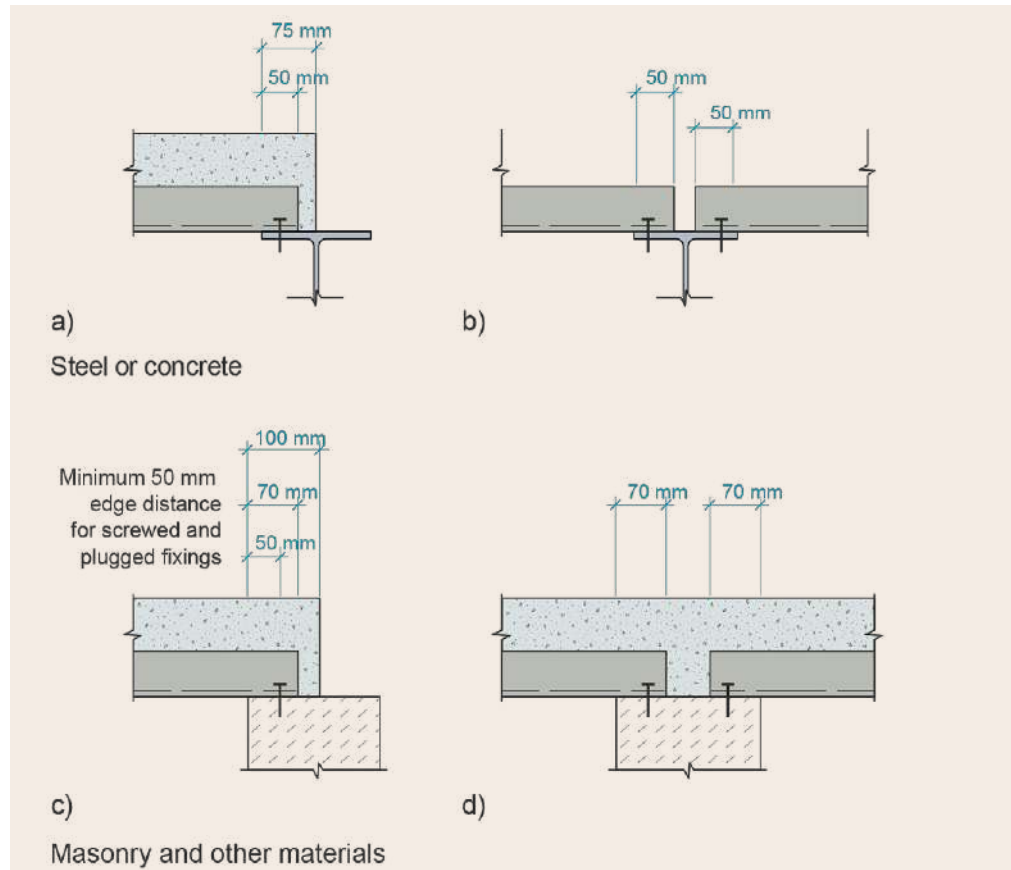 75 mm
50 mm
50 mm
50 mm
a)
b)
Steel or concrete
100 mm
Minimum 50 mm
edge distance
for screwed and
plugged fixings
70 mm
50 mm
70 mm
70 mm
c)
d)
Masonry and other materials